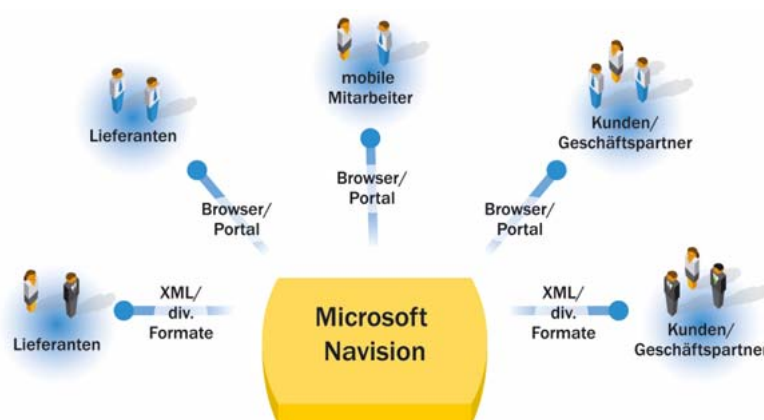 mobile
Mitarbeiter
Lieferanten
Kunden/
Geschäftspartner
Browser/
Portal
Browser/
Portal
Browser/
Portal
Lieferanten
XML/
div.
Formate
Microsoft
Navision
XML/
div.
Formate
Kunden/
Geschäftspartner